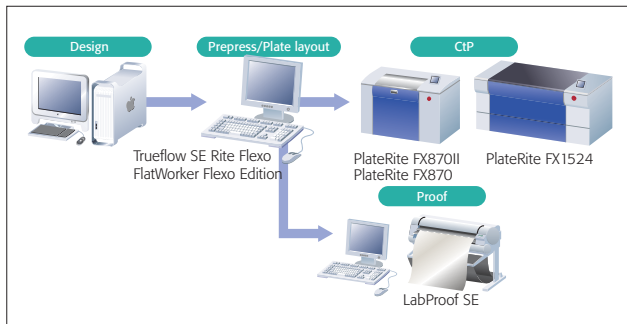 Design
Prepress/Plate layout
CtP
Trueflow SE Rite Flexo
FlatWorker Flexo Edition
PlateRite FX870II
PlateRite FX870
PlateRite FX1524
Proof
LabProof SE